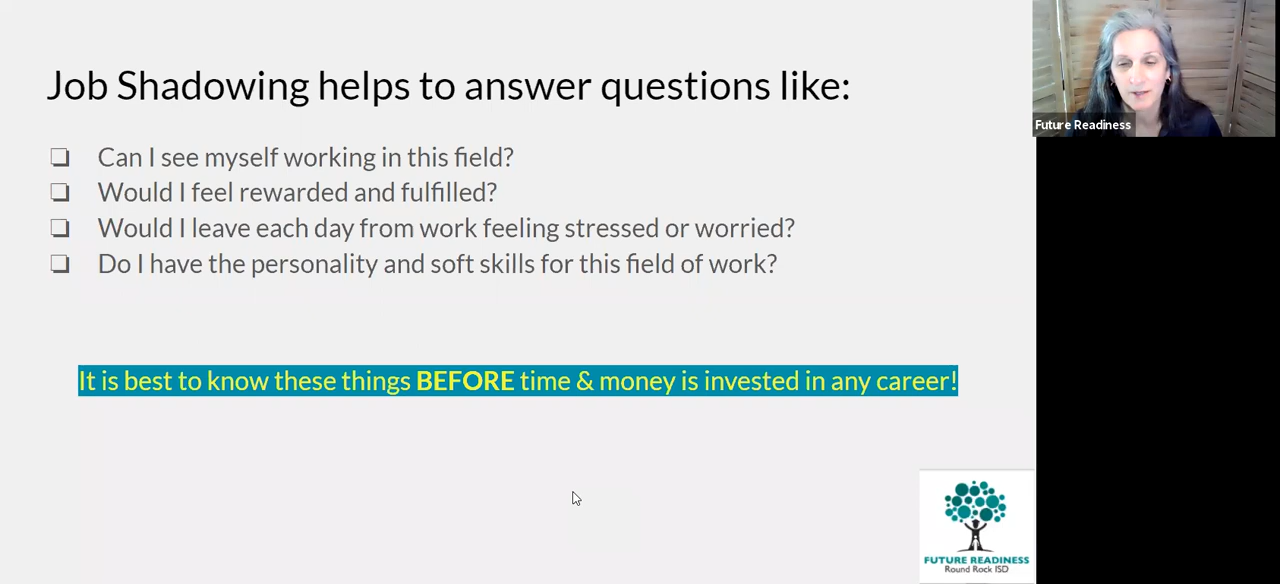 Job Shadowing helps to answer questions like:
❏ Can I see myself working in this field?
❏ Would I feel rewarded and fulfilled?
❏ Would I leave each day from work feeling stressed or worried?
❏ Do I have the personality and soft skills for this field of work?
It is best to know these things BEFORE time & money is invested in any career!
Future Readiness
FUTURE READINESS
Round Rock ISD